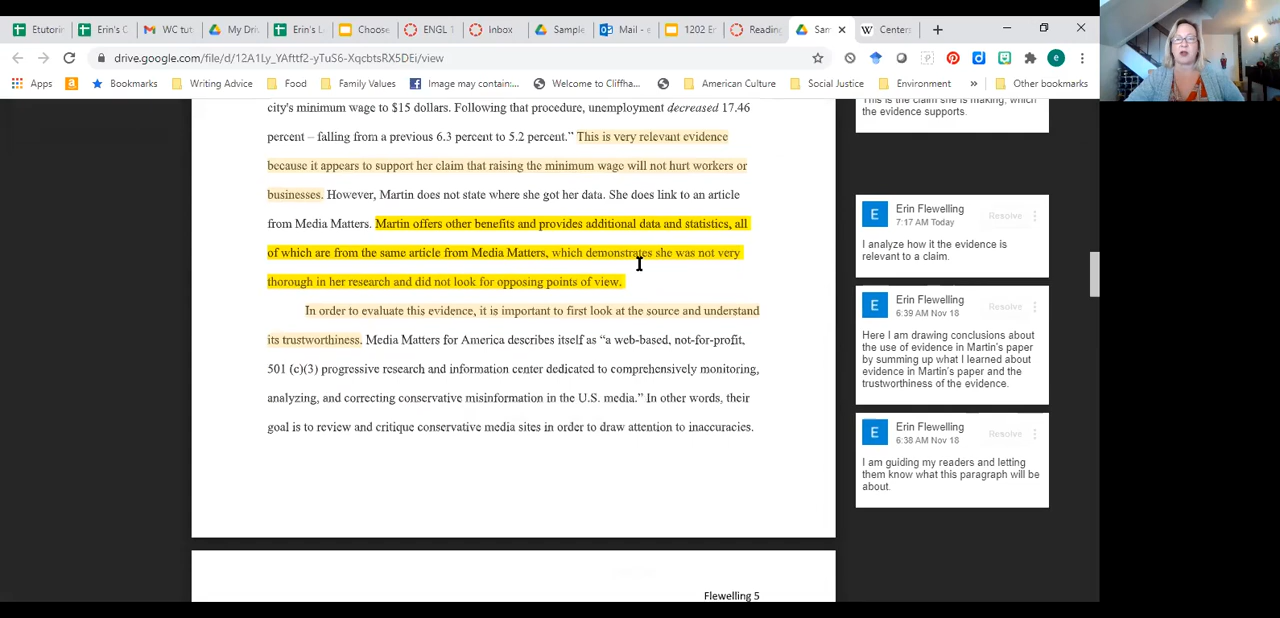 Etutorir
Erin's C
WC tut
My Driv
Erin's L
Choose
ENGL 1
Inbox
Sample
Mail - e
1202 En
Reading
Sam
Centers
drive.google.com/file/d/12A1Ly_YAfttf2-yTuS6-XqcbtsRX5DEi/view
Apps
Bookmarks
Writing Advice
Food
Family Values
Image may contain:...
Welcome to Cliffha...
American Culture
Social Justice
Environment
»
Other bookmarks
city's minimum wage to $15 dollars. Following that procedure, unemployment decreased 17.46
percent – falling from a previous 6.3 percent to 5.2 percent.” This is very relevant evidence
because it appears to support her claim that raising the minimum wage will not hurt workers or
businesses. However, Martin does not state where she got her data. She does link to an article
from Media Matters. Martin offers other benefits and provides additional data and statistics, all
of which are from the same article from Media Matters, which demonstrates she was not very
thorough in her research and did not look for opposing points of view.
In order to evaluate this evidence, it is important to first look at the source and understand
its trustworthiness. Media Matters for America describes itself as “a web-based, not-for-profit,
501 (c)(3) progressive research and information center dedicated to comprehensively monitoring,
analyzing, and correcting conservative misinformation in the U.S. media.” In other words, their
goal is to review and critique conservative media sites in order to draw attention to inaccuracies.
Flewelling 5
This is the claim she is making, which
the evidence supports.
E
Erin Flewelling
7:17 AM Today
Resolve
I analyze how it the evidence is
relevant to a claim.
E
Erin Flewelling
6:39 AM Nov 18
Resolve
Here I am drawing conclusions about
the use of evidence in Martin's paper
by summing up what I learned about
evidence in Martin's paper and the
trustworthiness of the evidence.
E
Erin Flewelling
6:38 AM Nov 18
Resolve
I am guiding my readers and letting
them know what this paragraph will be
about.